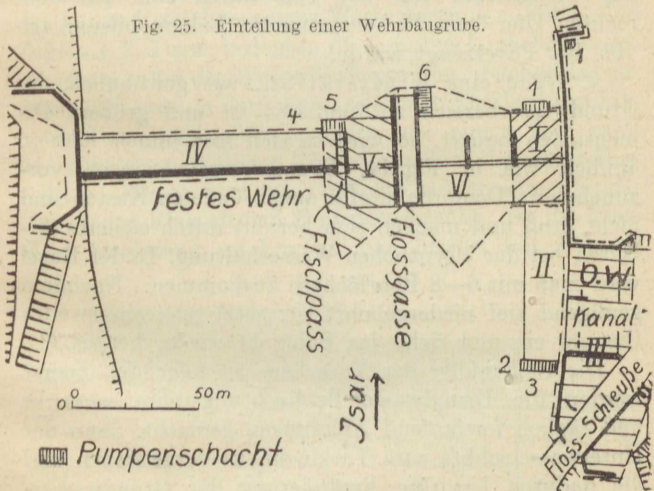 Fig. 25. Einteilung einer Wehrbaugrube.
1
6
1
5
4
I
IV
V
VI
Festes Wehr
Fischpass
Flossgasse
II
O.W.
Kanal
III
2
3
Floss-Schleuße
Isar
0 50 m
Pumpenschacht